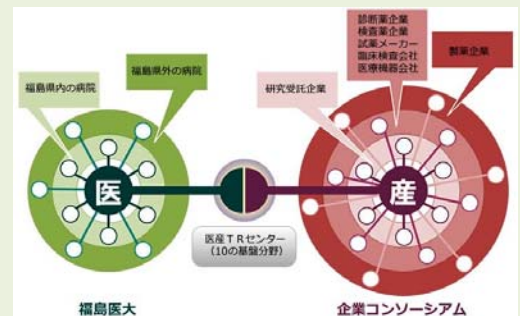 診断薬企業
検査薬企業
試薬メーカー
臨床検査会社
医療機器会社
製薬企業
福島県外の病院
福島県内の病院
研究受託企業
医
産
医産TRセンター
(10の基盤分野)
福島医大
企業コンソーシアム